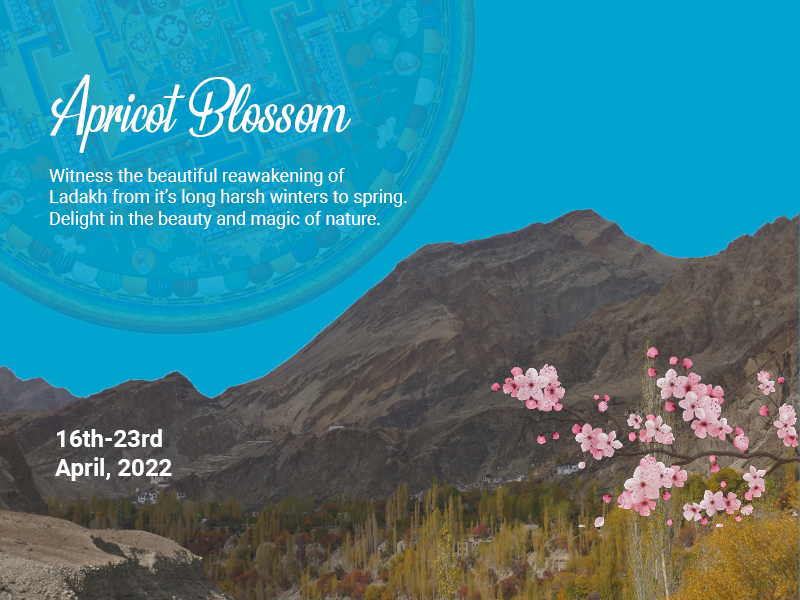 Apricot Blossom
Witness the beautiful reawakening of
Ladakh from it's long harsh winters to spring.
Delight in the beauty and magic of nature.
16th-23rd
April, 2022